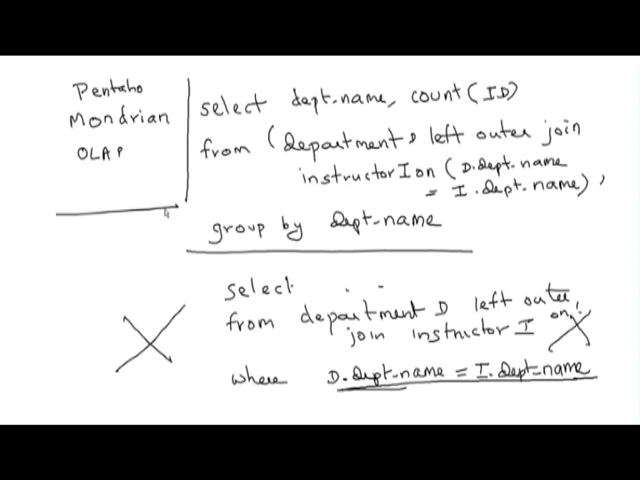 Pentaho
Mondrian
OLAP
select dept-name, count(ID)
from (department D left outer join
instructor I on (D.dept-name
= I.dept-name),
group by dept-name
select
from department D left outer
join instructor I on
where D.dept-name = I.dept-name